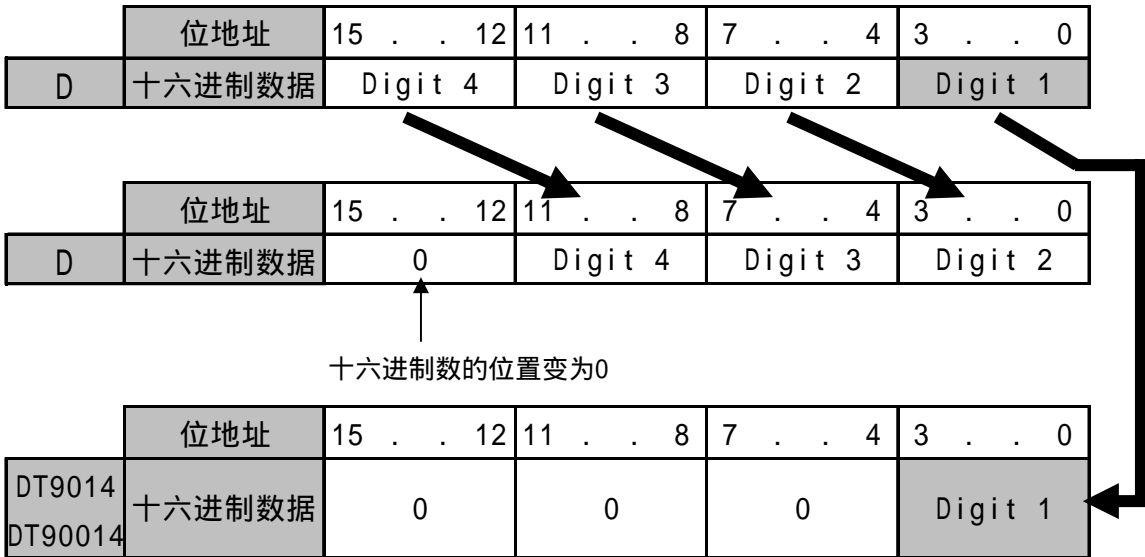 位地址 15 . . 12 11 . . 8 7 . . 4 3 . . 0
D 十六进制数据 Digit 4 Digit 3 Digit 2 Digit 1
位地址 15 . . 12 11 . . 8 7 . . 4 3 . . 0
D 十六进制数据 0 Digit 4 Digit 3 Digit 2
十六进制数的位置变为0
位地址 15 . . 12 11 . . 8 7 . . 4 3 . . 0
DT9014
DT90014
十六进制数据 0 0 0 Digit 1